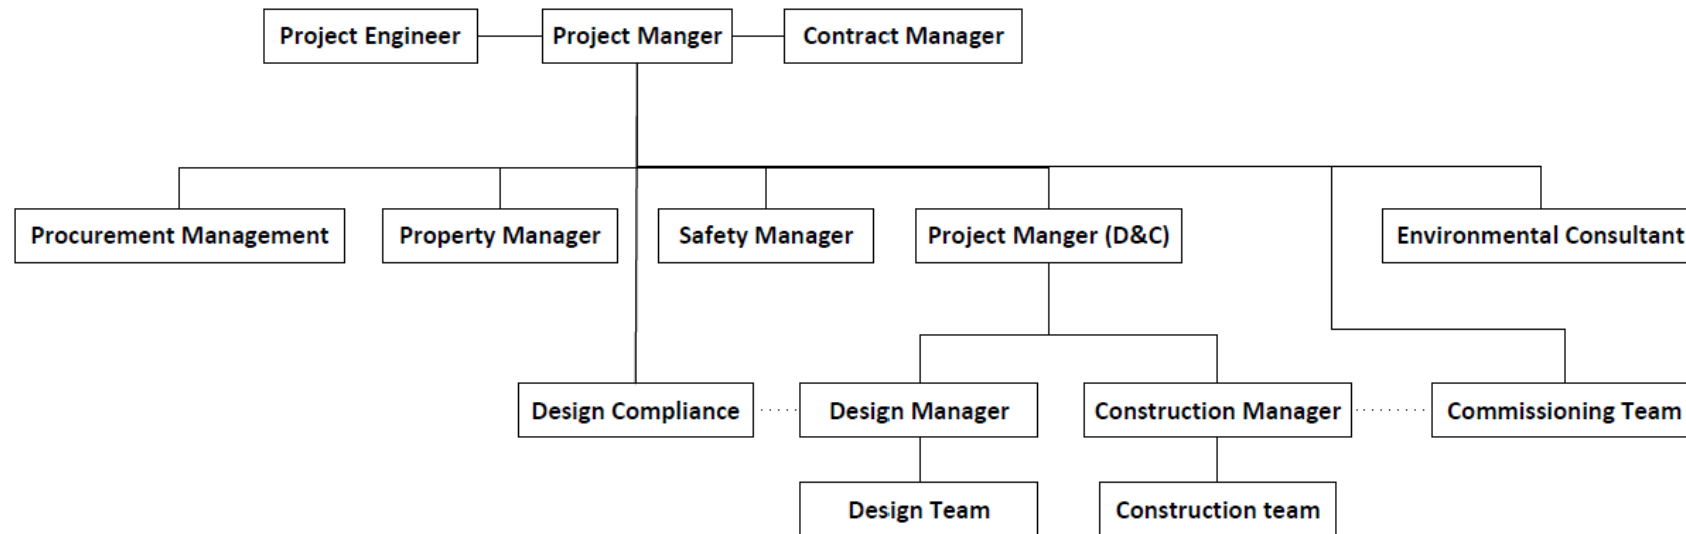 Project Engineer
Project Manger
Contract Manager
Procurement Management
Property Manager
Safety Manager
Project Manger (D&C)
Environmental Consultant
Design Compliance
Design Manager
Construction Manager
Commissioning Team
Design Team
Construction team